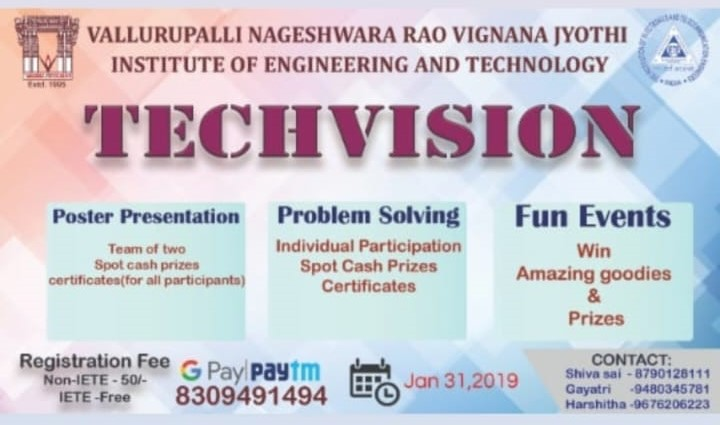 VALLURUPALLI NAGESHWARA RAO VIGNANA JYOTHI
INSTITUTE OF ENGINEERING AND TECHNOLOGY
Estd. 1995
TECHVISION
Poster Presentation
Team of two
Spot cash prizes
certificates(for all participants)
Problem Solving
Individual Participation
Spot Cash Prizes
Certificates
Fun Events
Win
Amazing goodies
&
Prizes
Registration Fee
Non-IETE - 50/-
IETE -Free
G Pay|paytm
8309491494
Jan 31,2019
CONTACT:
Shiva sai - 8790128111
Gayatri -9480345781
Harshitha -9676206223